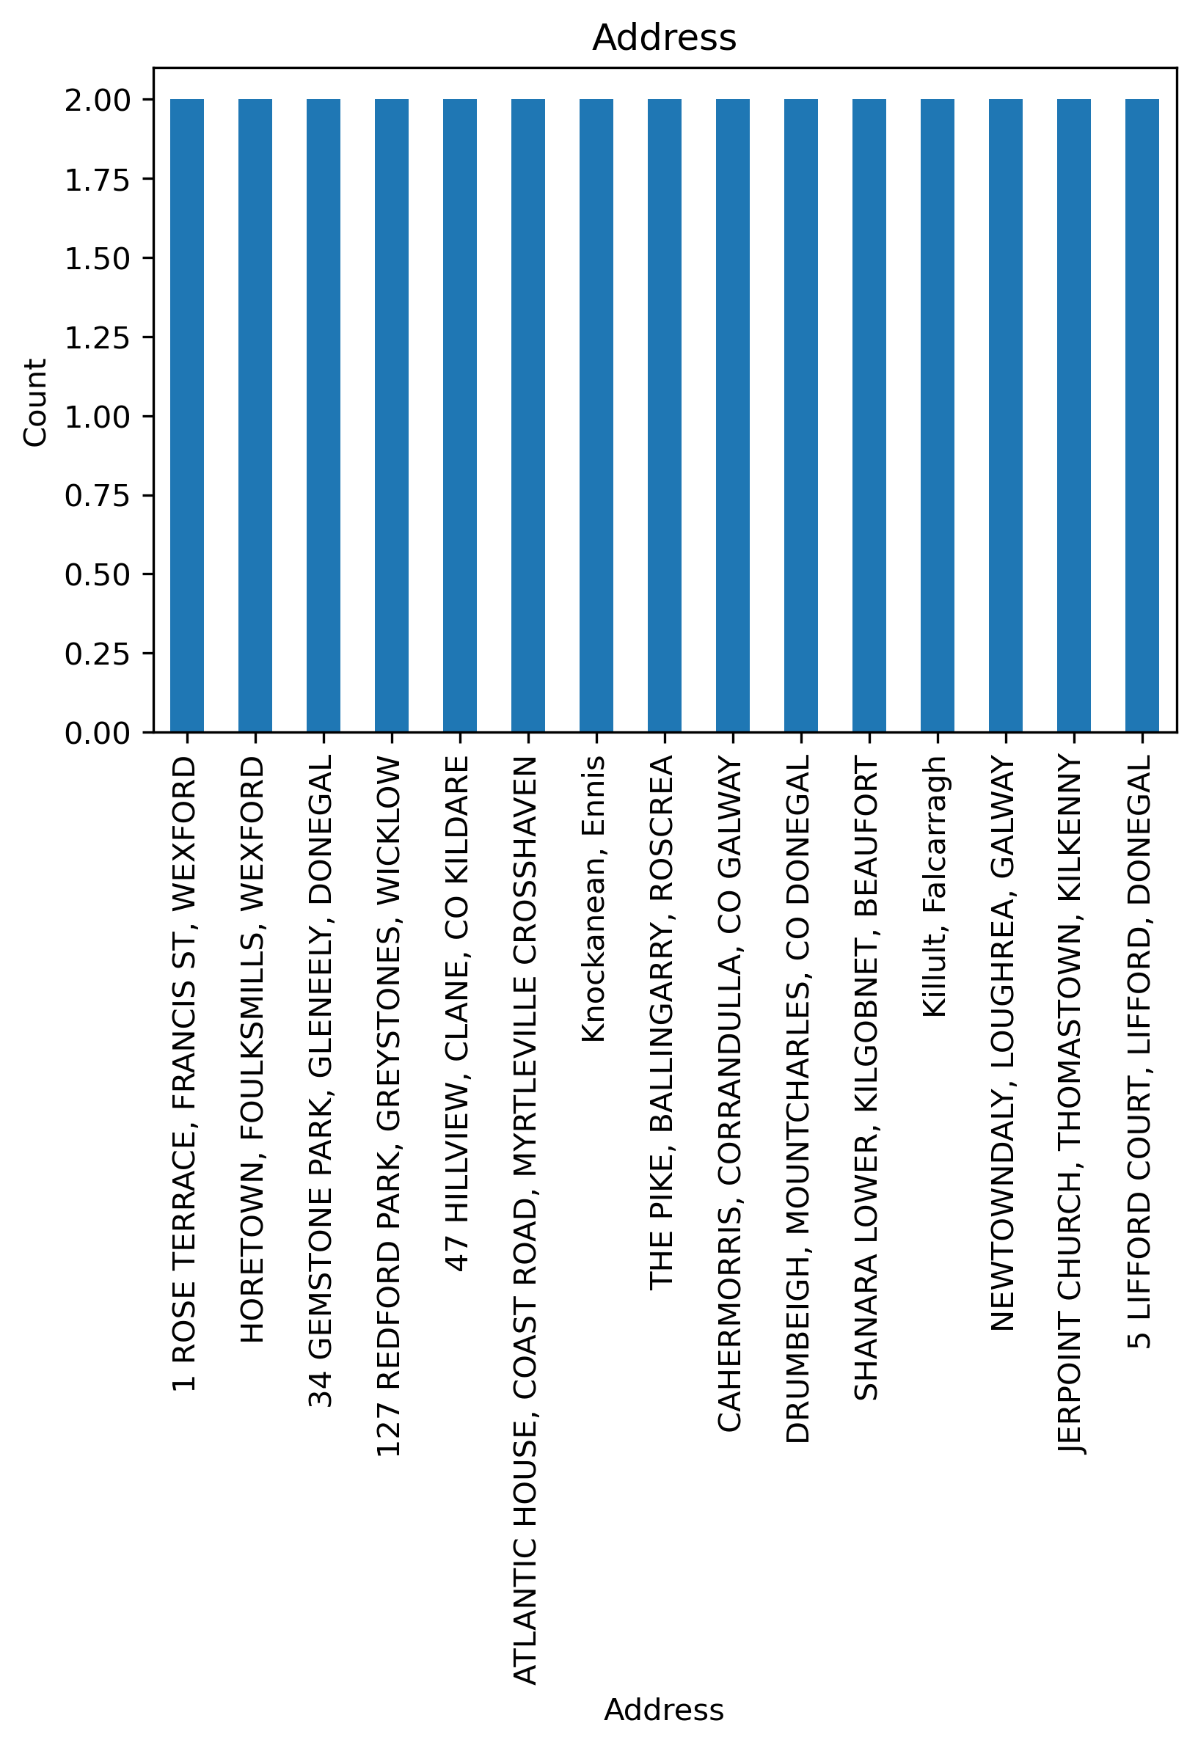 Address
2.00
1.75
1.50
1.25
1.00
0.75
0.50
0.25
0.00
Count
1 ROSE TERRACE, FRANCIS ST, WEXFORD
HORETOWN, FOULKSMILLS, WEXFORD
34 GEMSTONE PARK, GLENEELY, DONEGAL
127 REDFORD PARK, GREYSTONES, WICKLOW
47 HILLVIEW, CLANE, CO KILDARE
ATLANTIC HOUSE, COAST ROAD, MYRTLEVILLE CROSSHAVEN
Knockanean, Ennis
THE PIKE, BALLINGARRY, ROSCREA
CAHERMORRIS, CORRANDULLA, CO GALWAY
DRUMBEIGH, MOUNTCHARLES, CO DONEGAL
SHANARA LOWER, KILGOBNET, BEAUFORT
Killult, Falcarragh
NEWTOWNDALY, LOUGHREA, GALWAY
JERPOINT CHURCH, THOMASTOWN, KILKENNY
5 LIFFORD COURT, LIFFORD, DONEGAL
Address